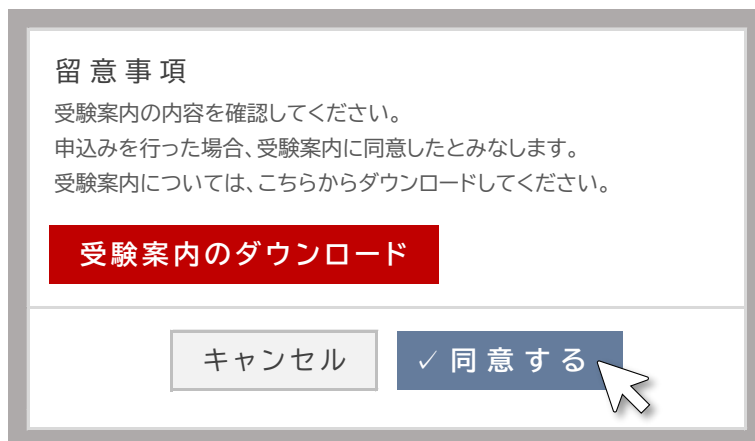 留意事項
受験案内の内容を確認してください。
申込みを行った場合、受験案内に同意したとみなします。
受験案内については、こちらからダウンロードしてください。
受験案内のダウンロード
キャンセル
✓同意する